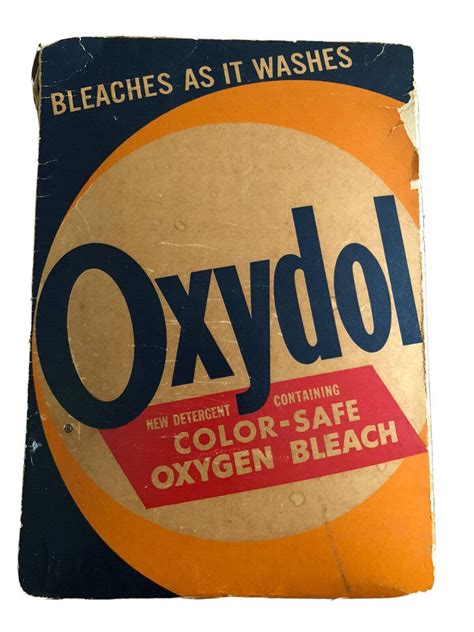 BLEACHES AS IT WASHES
Oxydol
®
NEW DETERGENT CONTAINING
COLOR-SAFE
OXYGEN BLEACH